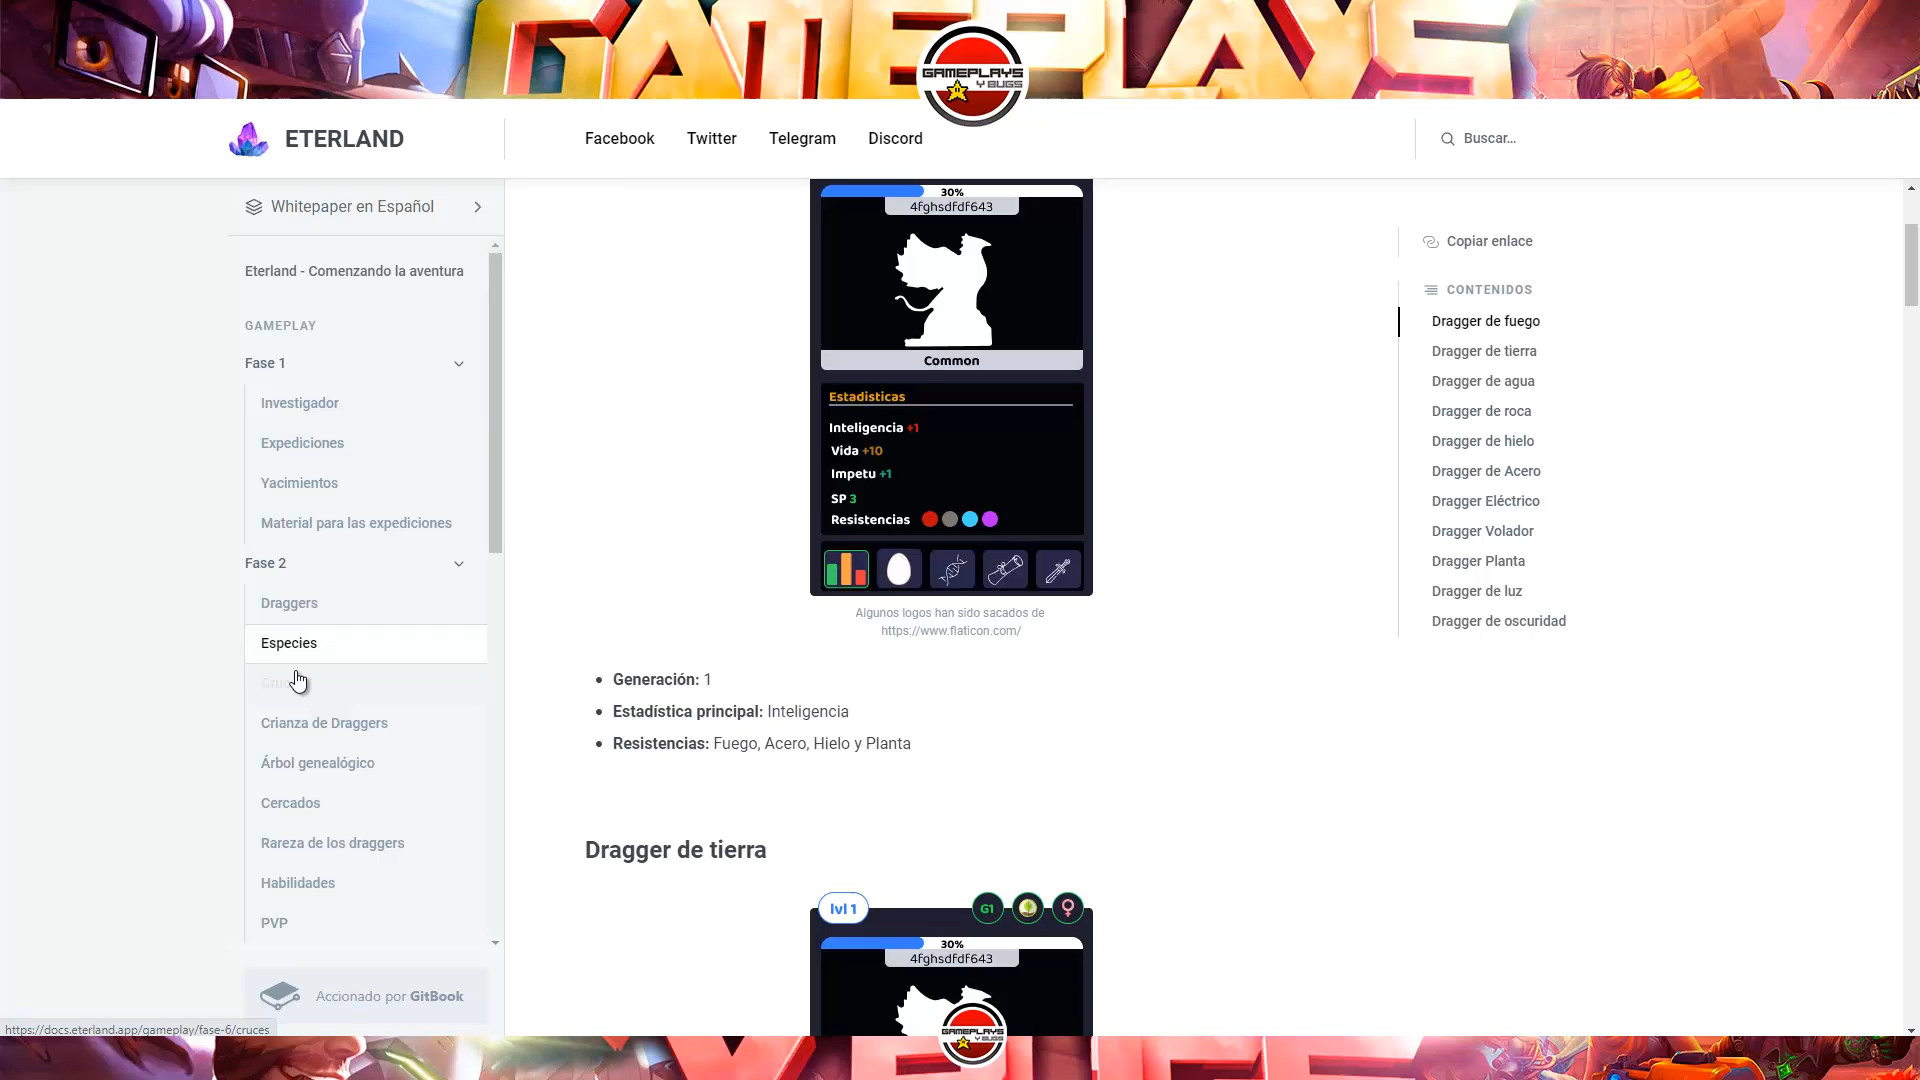 GAMEPLAYS
GAMEPLAYS
Y BUGS
ETERLAND
Facebook
Twitter
Telegram
Discord
Buscar...
Whitepaper en Español
Eterland - Comenzando la aventura
GAMEPLAY
Fase 1
Investigador
Expediciones
Yacimientos
Material para las expediciones
Fase 2
Draggers
Especies
Crianza de Draggers
Árbol genealógico
Cercados
Rareza de los draggers
Habilidades
PVP
Accionado por GitBook
https://docs.eterland.app/gameplay/fase-6/cruces
30%
4fghsdfdf643
Common
Estadisticas
Inteligencia +1
Vida +10
Impetu +1
SP 3
Resistencias
Algunos logos han sido sacados de
https://www.flaticon.com/
Generación: 1
Estadística principal: Inteligencia
Resistencias: Fuego, Acero, Hielo y Planta
Dragger de tierra
lvl 1
G1
30%
4fghsdfdf643
Copiar enlace
CONTENIDOS
Dragger de fuego
Dragger de tierra
Dragger de agua
Dragger de roca
Dragger de hielo
Dragger de Acero
Dragger Eléctrico
Dragger Volador
Dragger Planta
Dragger de luz
Dragger de oscuridad
GAMEPLAYS
Y BUGS